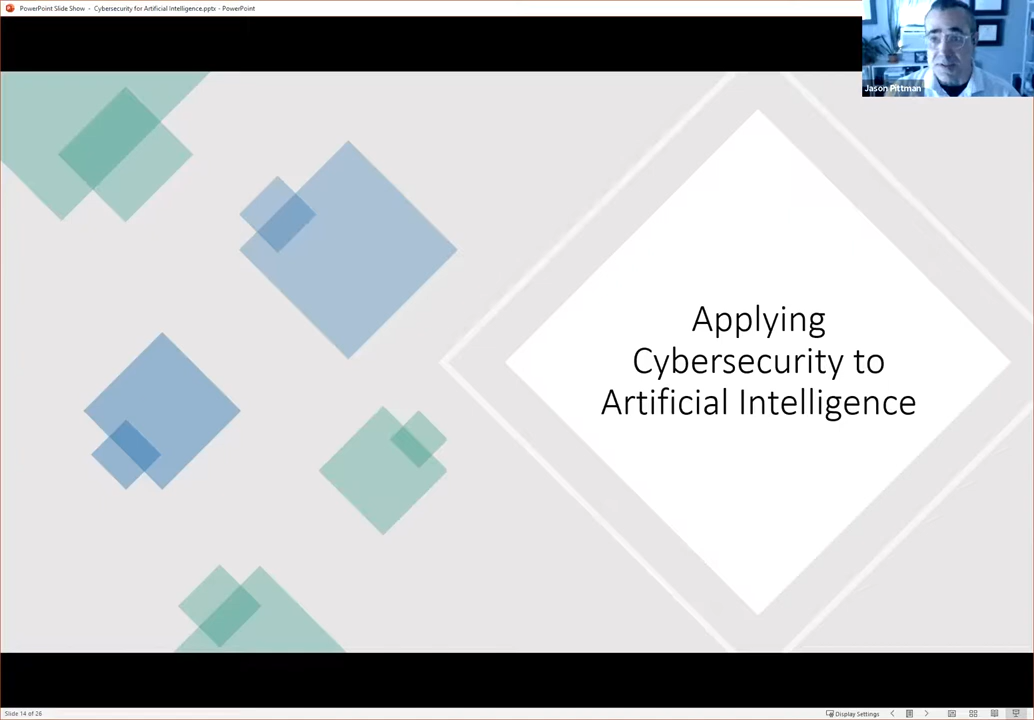 PowerPoint Slide Show - Cybersecurity for Artificial Intelligence.pptx - PowerPoint
Jason Pittman
Applying
Cybersecurity to
Artificial Intelligence
Slide 14 of 26
Display Settings